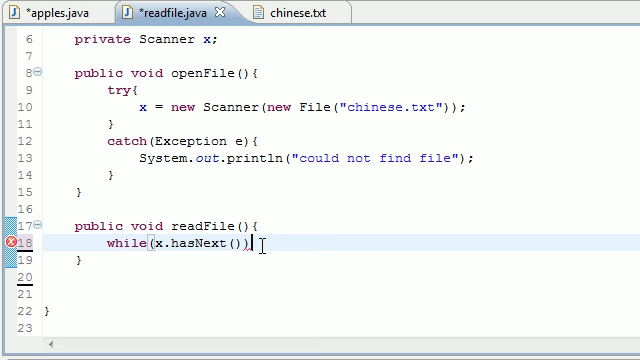 *apples.java *readfile.java chinese.txt
6 private Scanner x;
7
8 public void openFile(){
9 try{
10 x = new Scanner(new File("chinese.txt"));
11 }
12 catch(Exception e){
13 System.out.println("could not find file");
14 }
15 }
16
17 public void readFile(){
18 while(x.hasNext())
19 }
20
21
22 }
23